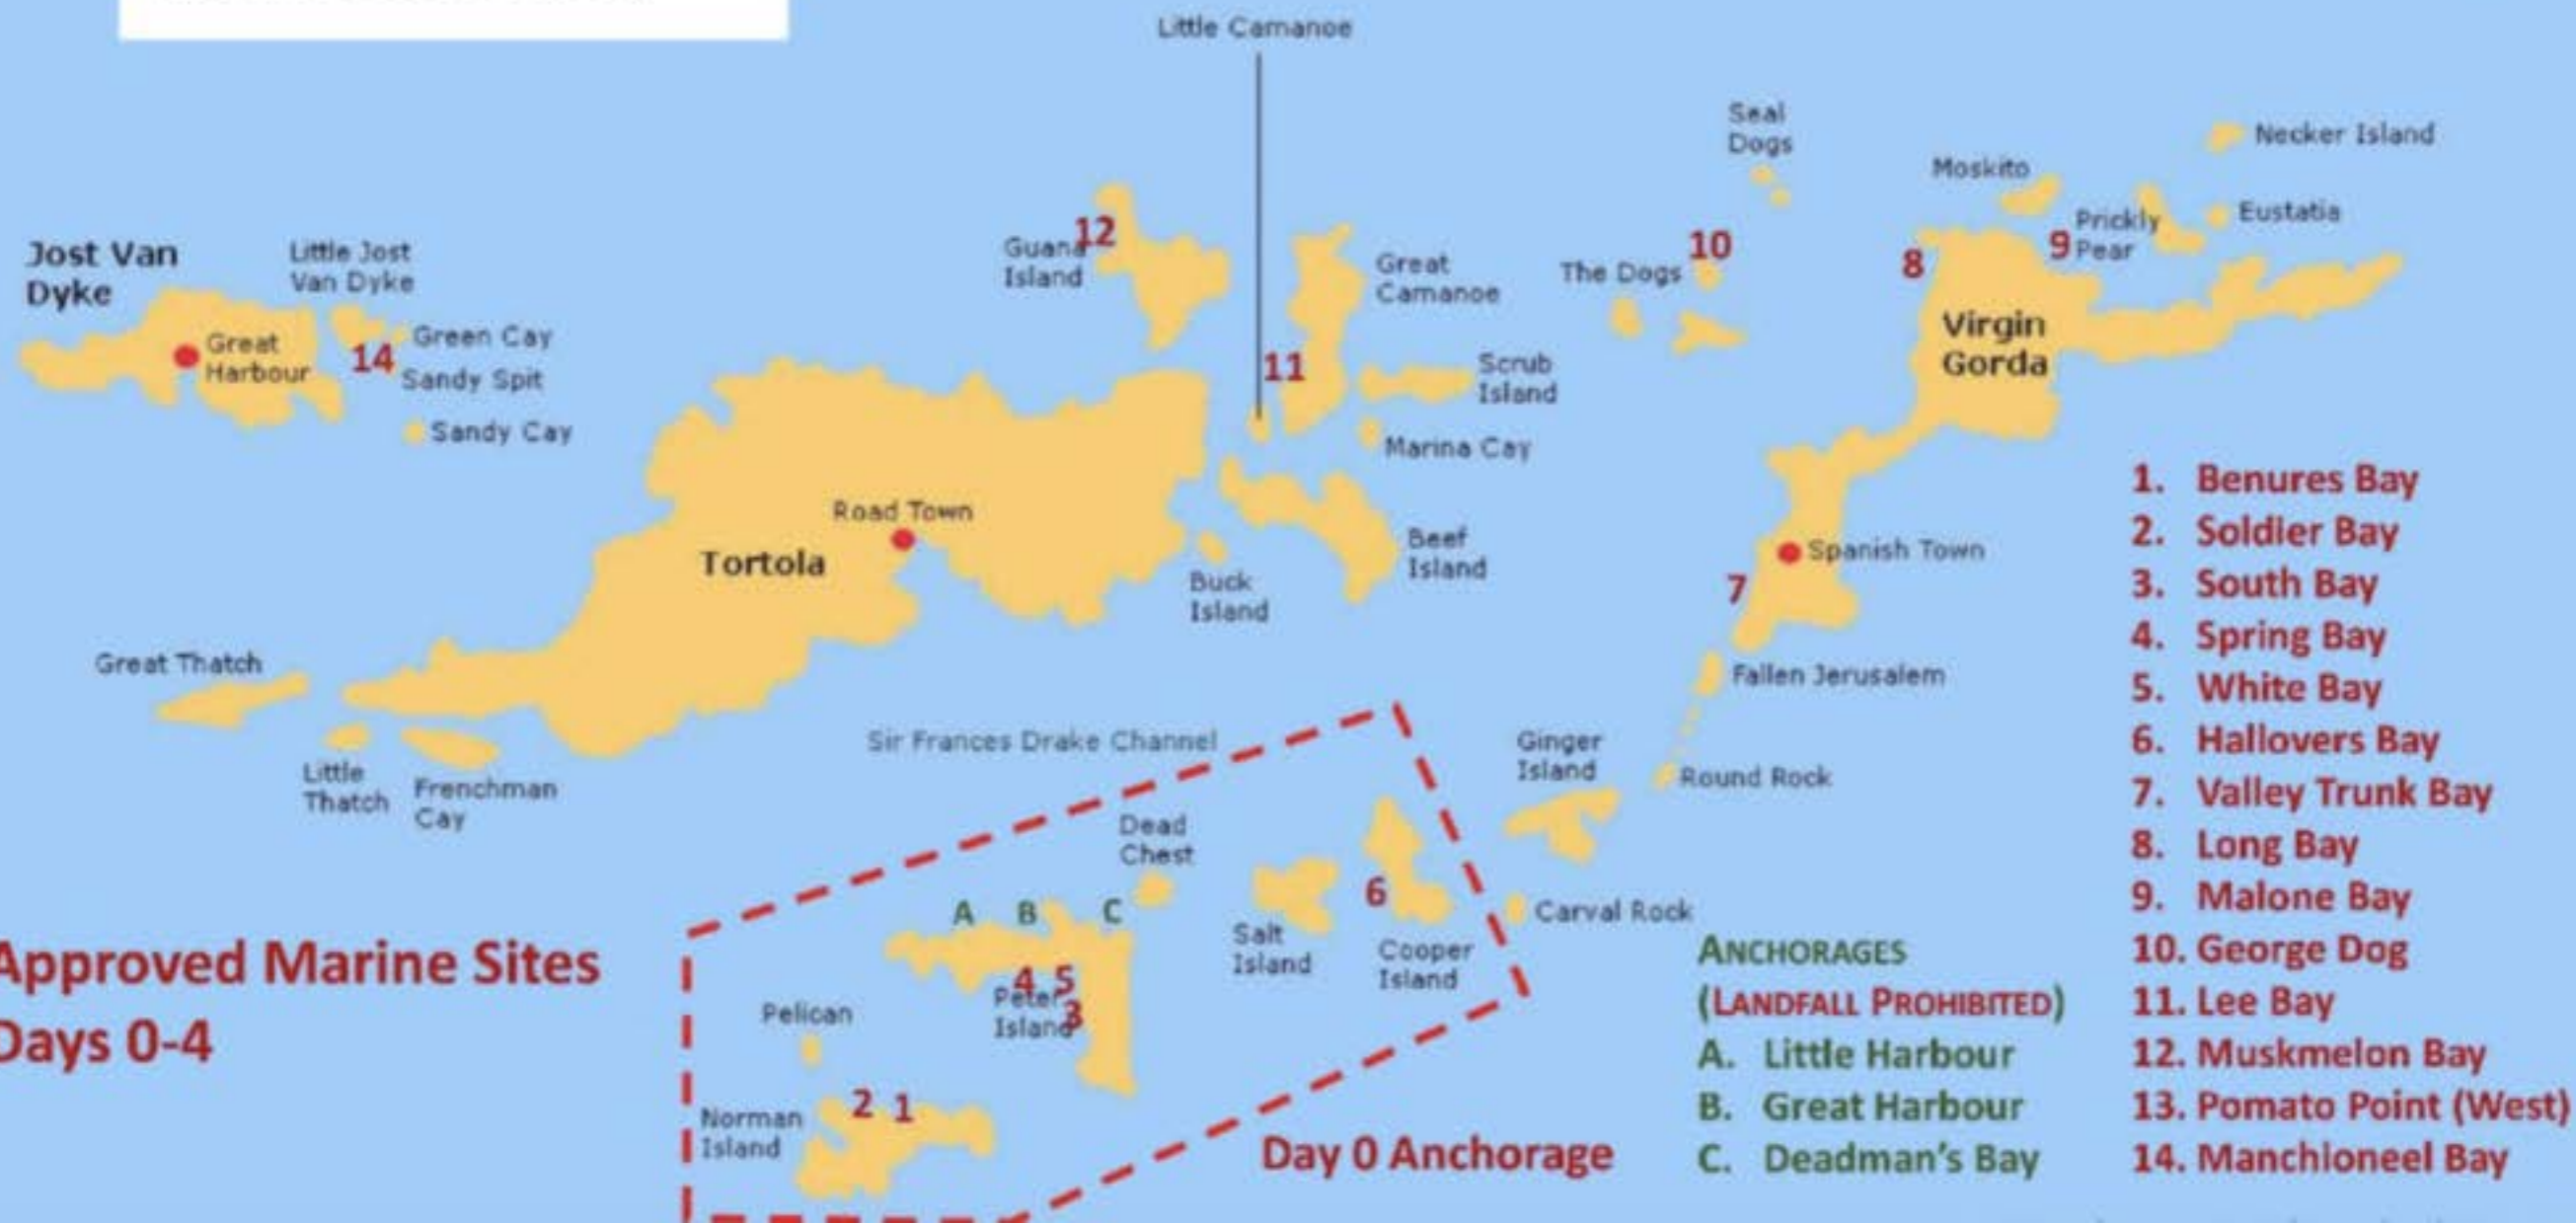 Little Camanoe
Seal
Dogs
Necker Island
Moskito
Prickly
Pear
Eustatia
12
Guana
Island
10
8
9
Jost Van
Dyke
Little Jost
Van Dyke
Great
Camanoe
The Dogs
Green Cay
Great
Harbour
14
Sandy Spit
11
Scrub
Island
Virgin
Gorda
Sandy Cay
Marina Cay
Road Town
Tortola
Beef
Island
Buck
Island
Spanish Town
7
Great Thatch
Fallen Jerusalem
Sir Frances Drake Channel
Ginger
Island
Round Rock
Little
Thatch
Frenchman
Cay
Dead
Chest
A B C
6
Salt
Island
Cooper
Island
Carval Rock
4 5
Peter
Island
3
Pelican
2 1
Norman
Island
Approved Marine Sites
Days 0-4
Day 0 Anchorage
ANCHORAGES
(LANDFALL PROHIBITED)
A. Little Harbour
B. Great Harbour
C. Deadman's Bay
1. Benures Bay
2. Soldier Bay
3. South Bay
4. Spring Bay
5. White Bay
6. Hallovers Bay
7. Valley Trunk Bay
8. Long Bay
9. Malone Bay
10. George Dog
11. Lee Bay
12. Muskmelon Bay
13. Pomato Point (West)
14. Manchioneel Bay